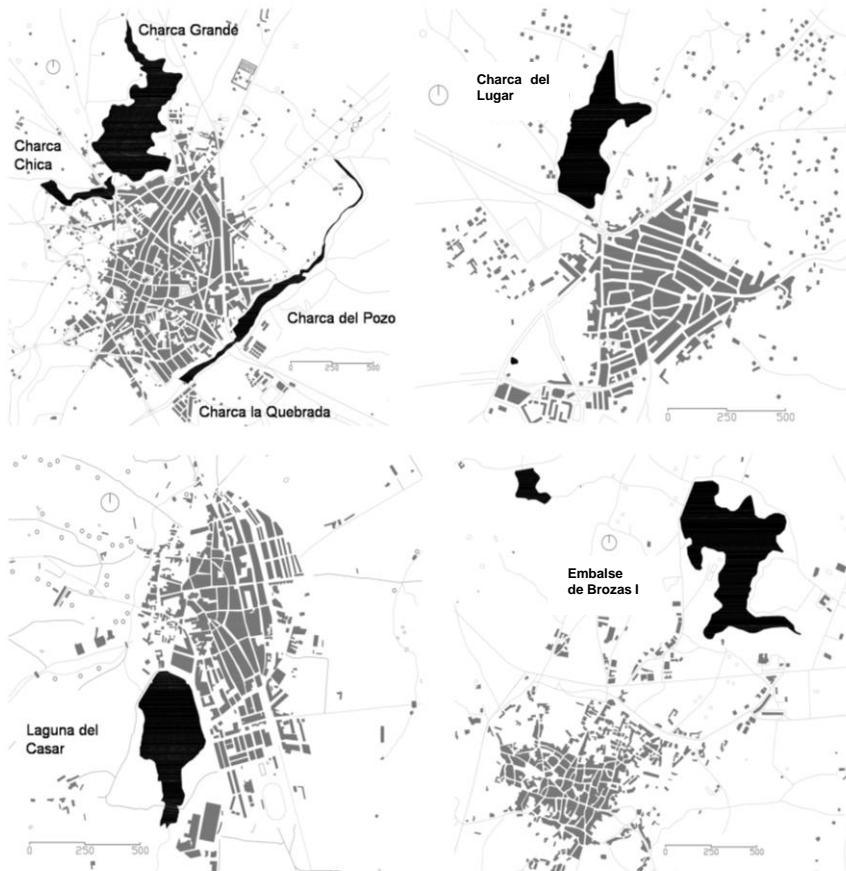 Charca Grande
Charca
Chica
Charca del Pozo
0 250 500
Charca la Quebrada
Charca del
Lugar
0 250 500
Laguna del
Casar
0 250 500
Embalse
de Brozas I
0 250 500